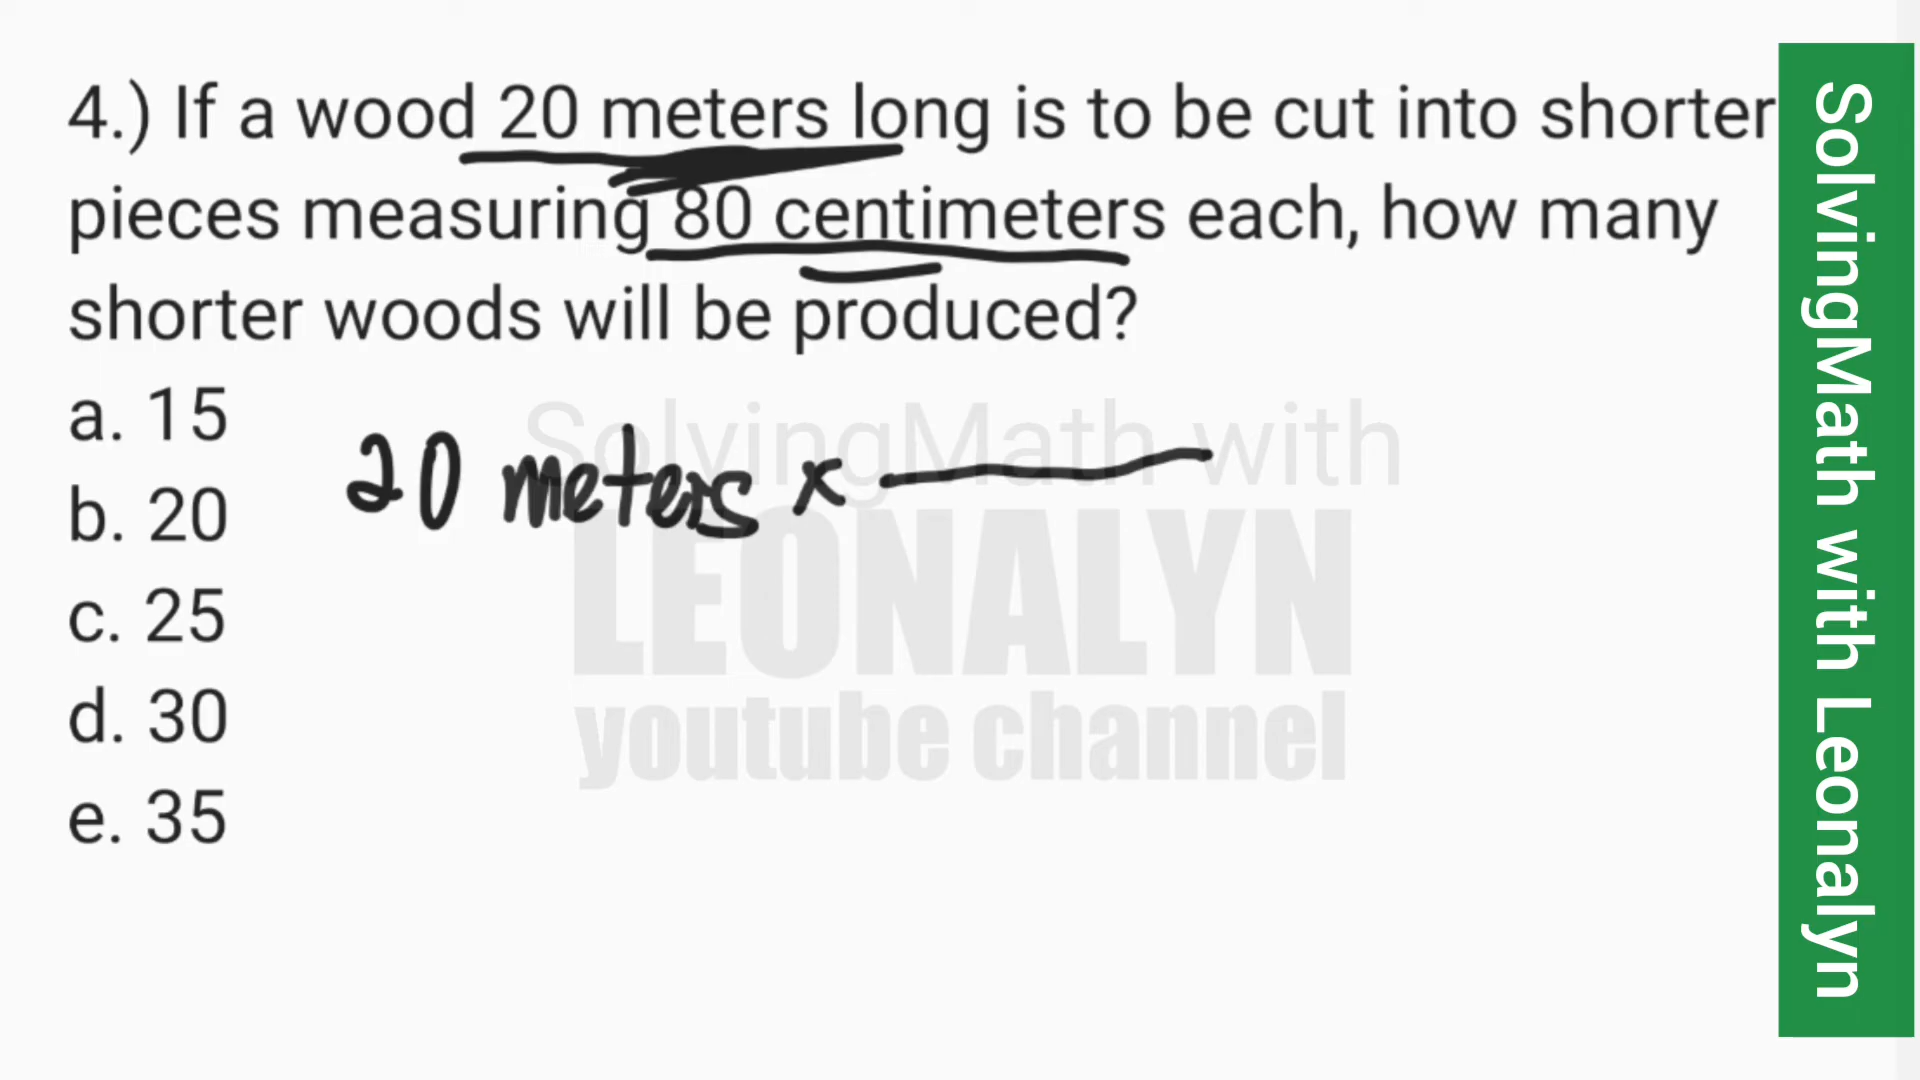 4.) If a wood 20 meters long is to be cut into shorter
pieces measuring 80 centimeters each, how many
shorter woods will be produced?
a. 15
b. 20
c. 25
d. 30
e. 35
20 meters x
SolvingMath with
LEONALYN
youtube channel
SolvingMath with Leonalyn